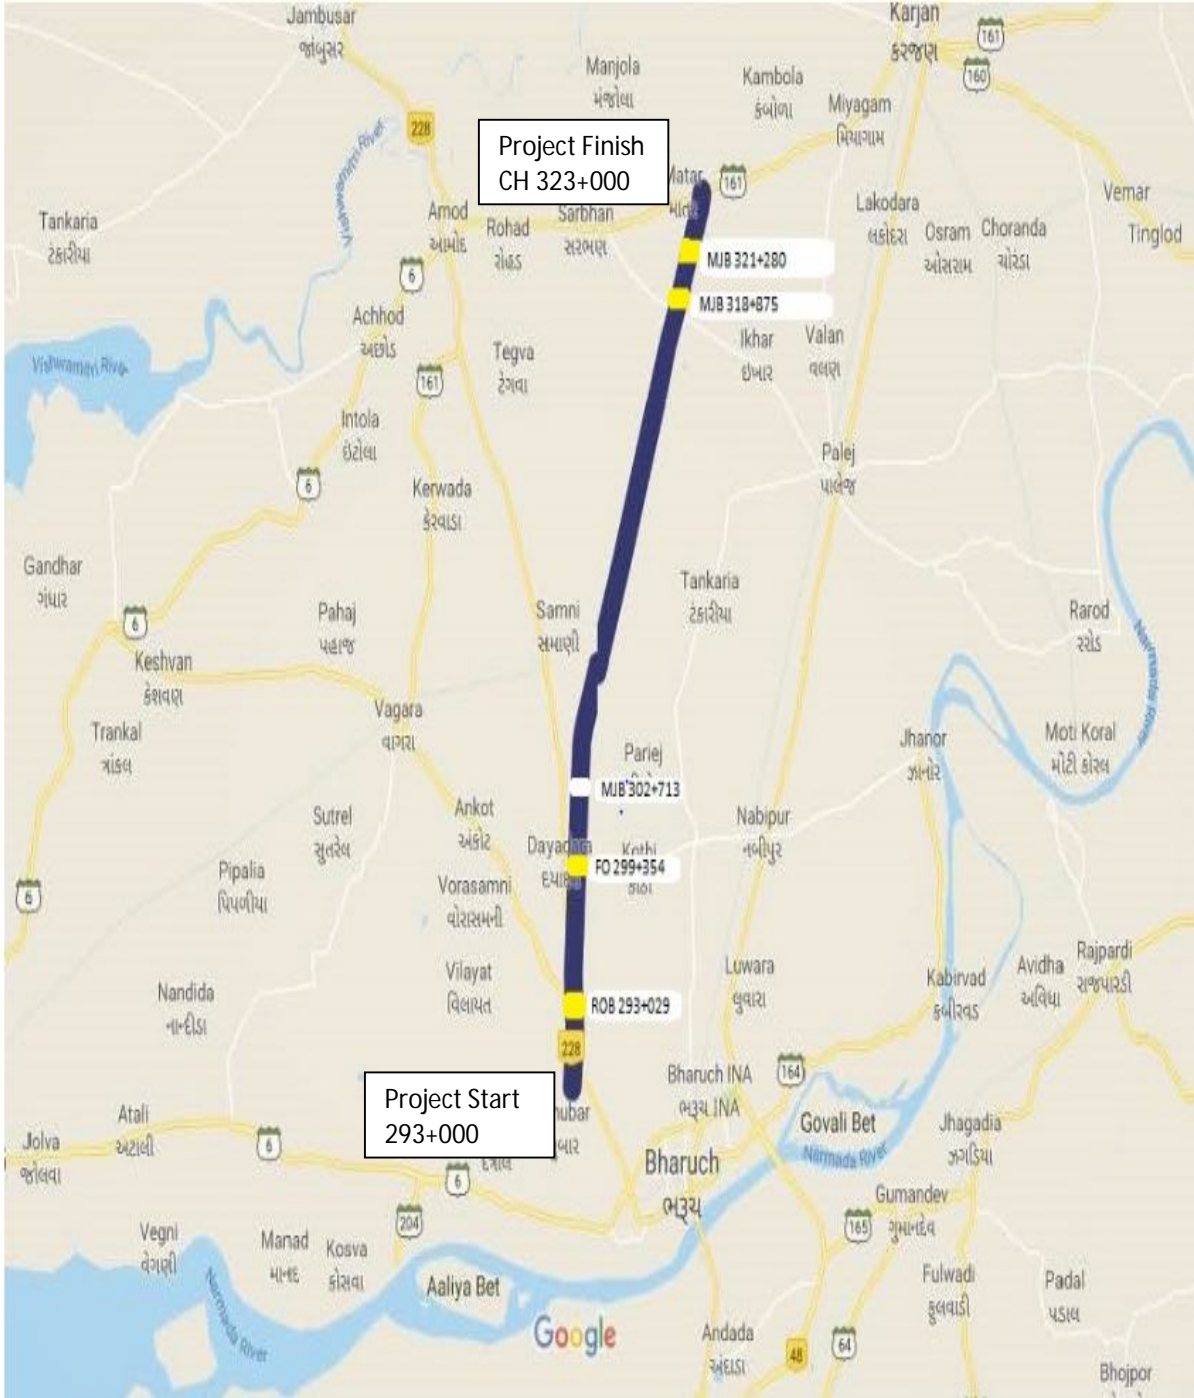 Jambusar
જંબુસર
Karjan
કરજણ
161
160
Manjola
મંજોલા
Kambola
કંબોળા
Miyagam
મિયાગામ
228
Vishwamitri River
Project Finish
CH 323+000
Matar
161
Tankaria
ટંકારીયા
Amod
આમોદ
Rohad
રોહડ
Sarbhan
સરભણ
Lakodara
લકોદરા
Osram
ઓસરામ
Choranda
ચોરંડા
Vemar
Tinglod
MJB 321+280
MJB 318+875
6
Achhod
અછોડ
161
Tegva
ટેગવા
Ikhar
ઇખાર
Valan
વલણ
Vishwamitri River
Intola
ઇંટોલા
6
Kerwada
કેરવાડા
Palej
પાલેજ
Gandhar
ગંધાર
6
Pahaj
પહાજ
Samni
સમાણી
Tankaria
ટંકારીયા
Rarod
રરોડ
Narmada River
Keshvan
કેશવણ
Trankal
ત્રાંકલ
Vagara
વાગરા
Pariej
Jhanor
ઝાનોર
Moti Koral
મોટી કોરલ
MJB 302+713
Sutrel
સુતરેલ
Ankot
અંકોટ
Nabipur
નબીપુર
Dayadara
Kothi
FO 299+354
Pipalia
પિપળીયા
Vorasamni
વોરાસમની
6
Nandida
નાન્દીડા
Vilayat
વિલાયત
Luwara
લુવારા
Kabirvad
કબીરવડ
Avidha
અવિધા
Rajpardi
રાજપારડી
ROB 293+029
228
Project Start
293+000
Bharuch INA
ભરૂચ INA
164
Govali Bet
Narmada River
Jhagadia
ઝગડિયા
Atali
અટાલી
Jolva
જોલવા
6
6
Bharuch
ભરૂચ
204
Gumandev
ગુમાનદેવ
165
Vegni
વેગણી
Manad
માનદ
Kosva
કોસવા
Aaliya Bet
Narmada River
Fulwadi
ફુલવાડી
Padal
પડાલ
Google
Andada
અંદાડા
48
64
Bhojpor